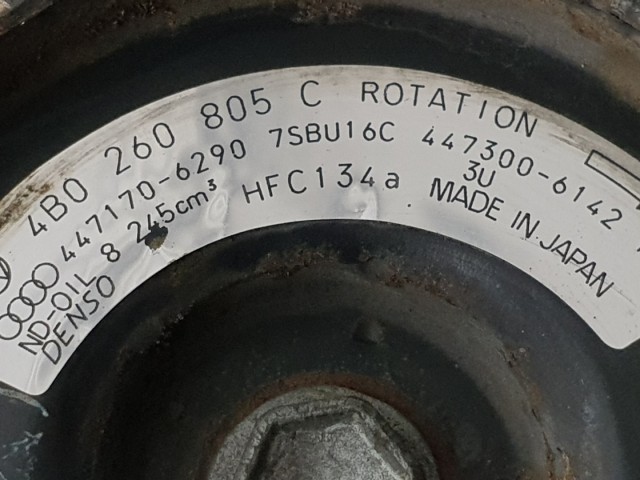 4B0 260 805 C ROTATION
447170-6290 7SBU16C 447300-6142
ND-OIL 8 245cm³ HFC134a 3U
DENSO MADE IN JAPAN